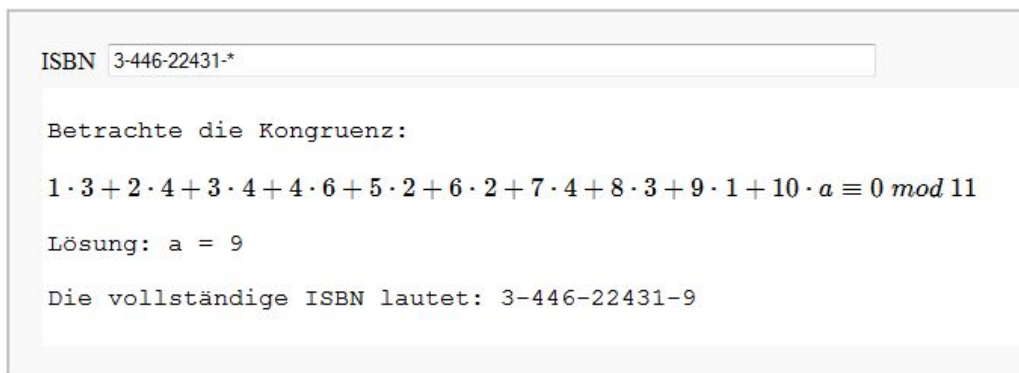 ISBN 3-446-22431-*
Betrachte die Kongruenz:
1 · 3 + 2 · 4 + 3 · 4 + 4 · 6 + 5 · 2 + 6 · 2 + 7 · 4 + 8 · 3 + 9 · 1 + 10 · a ≡ 0 mod 11
Lösung: a = 9
Die vollständige ISBN lautet: 3-446-22431-9